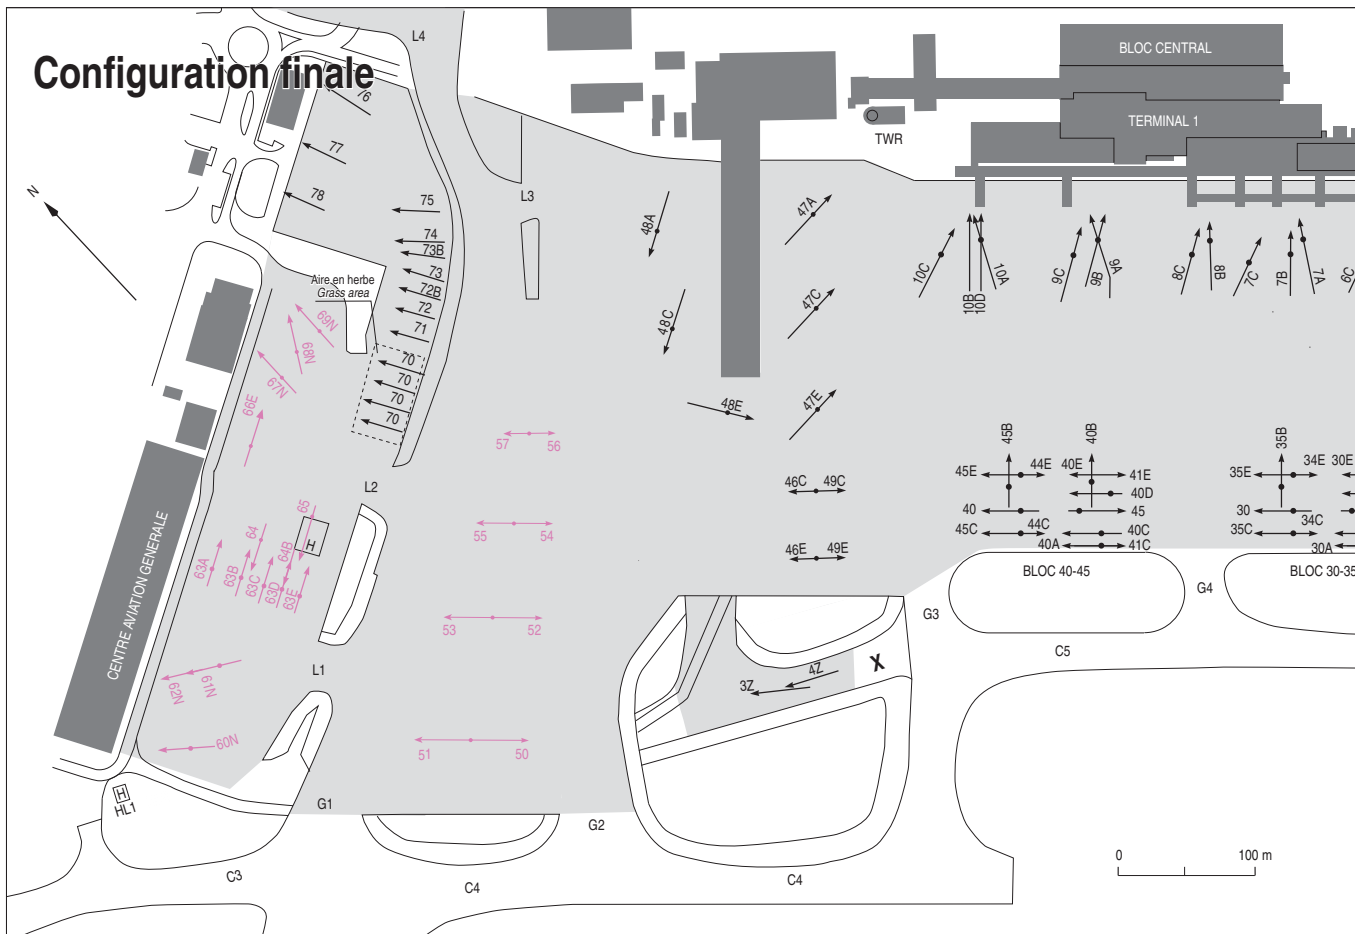 Configuration finale
L4
BLOC CENTRAL
TERMINAL 1
TWR
N
76
77
78
75
74
73B
73
72B
72
71
70
70
70
70
L3
Aire en herbe
Grass area
69N
68N
67N
66E
48A
48C
48E
47A
47C
47E
10C
10B
10D
10A
9C
9B
9A
8C
8B
7C
7B
7A
6C
57
56
55
54
53
52
51
50
46C
49C
46E
49E
45B
40B
35B
45E
44E
40E
41E
40D
40
45
45C
44C
40C
40A
41C
35E
34E
30E
30
34C
35C
30A
BLOC 40-45
BLOC 30-35
L2
65
H
64
64B
63A
63B
63C
63D
63E
CENTRE AVIATION GENERALE
L1
62N
61N
60N
G4
G3
C5
X
4Z
3Z
H
HL1
G1
G2
C3
C4
C4
0
100 m